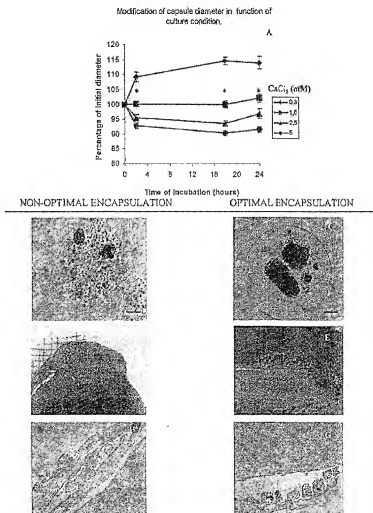 Modification of capsule diameter in function of
culture condition.
A
120
115
110
105
100
95
90
85
80
Percentage of initial diameter
* * *
0 4 8 12 16 20 24
Time of incubation (hours)
CaCl₂ (mM)
0,5
1,0
2,5
5
NON-OPTIMAL ENCAPSULATION OPTIMAL ENCAPSULATION
E